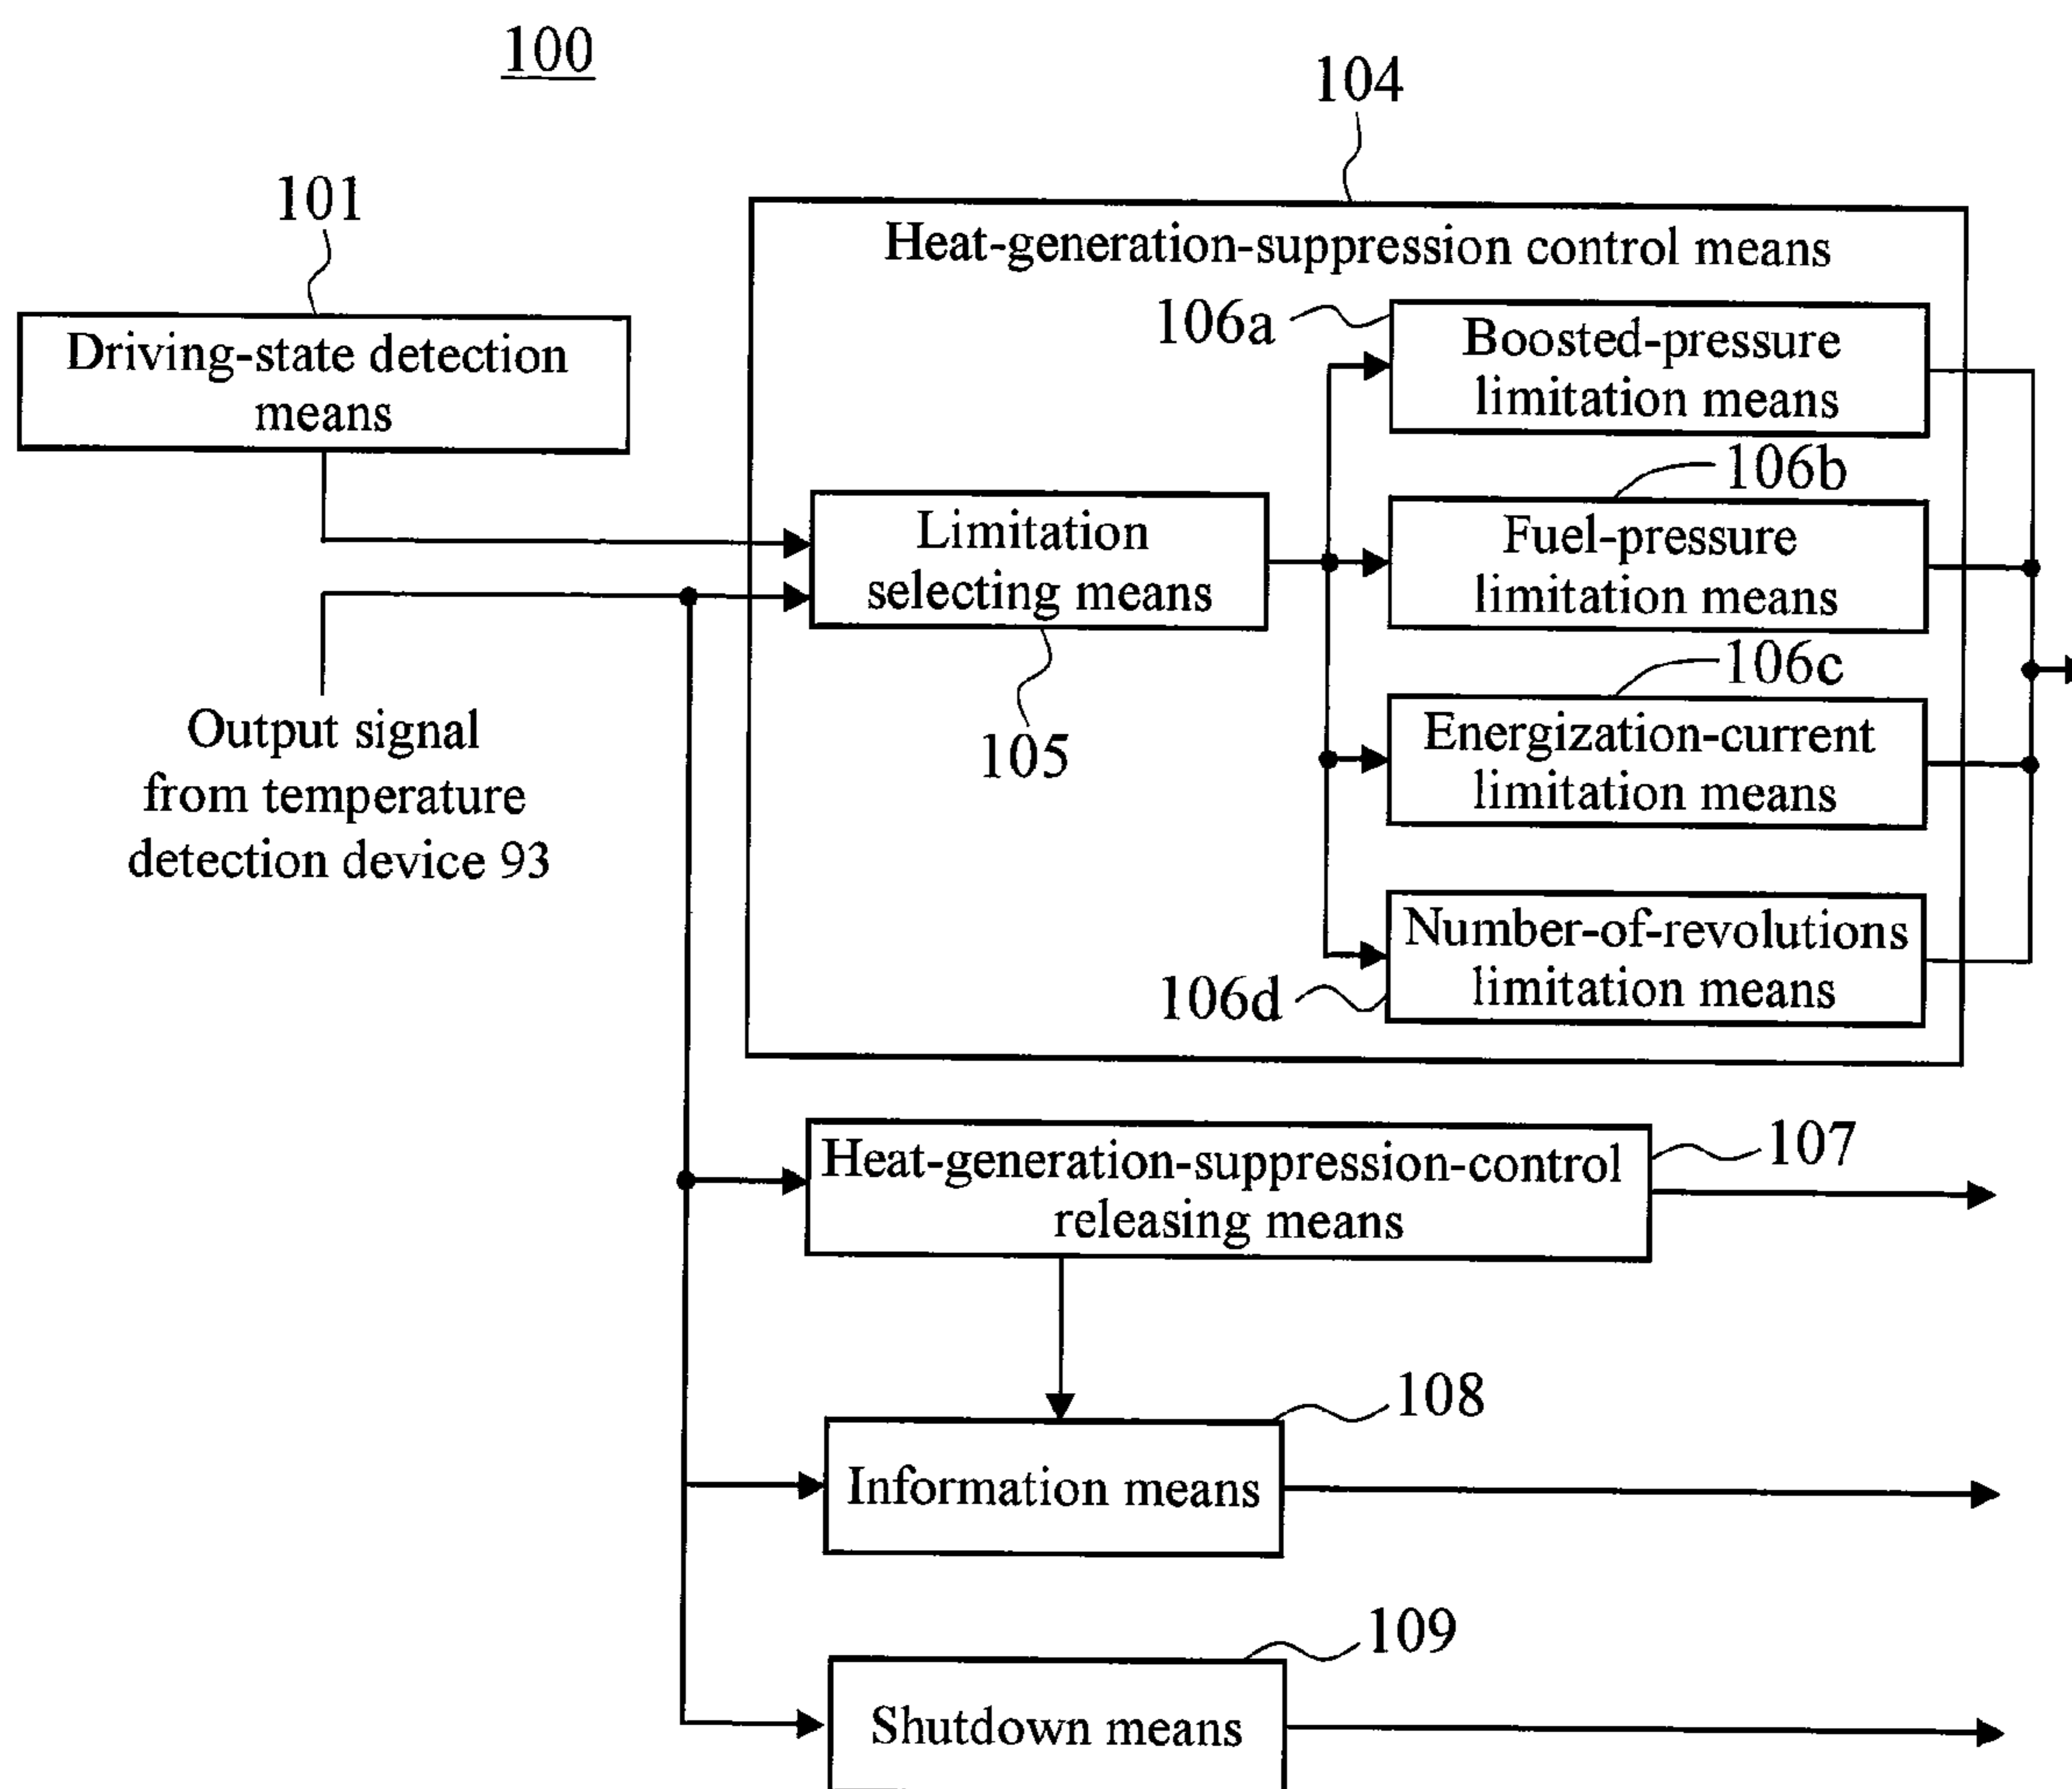 100
104
101
Heat-generation-suppression control means
Driving-state detection
means
106a
Boosted-pressure
limitation means
106b
Limitation
selecting means
Fuel-pressure
limitation means
106c
105
Output signal
from temperature
detection device 93
Energization-current
limitation means
Number-of-revolutions
limitation means
106d
107
Heat-generation-suppression-control
releasing means
108
Information means
109
Shutdown means